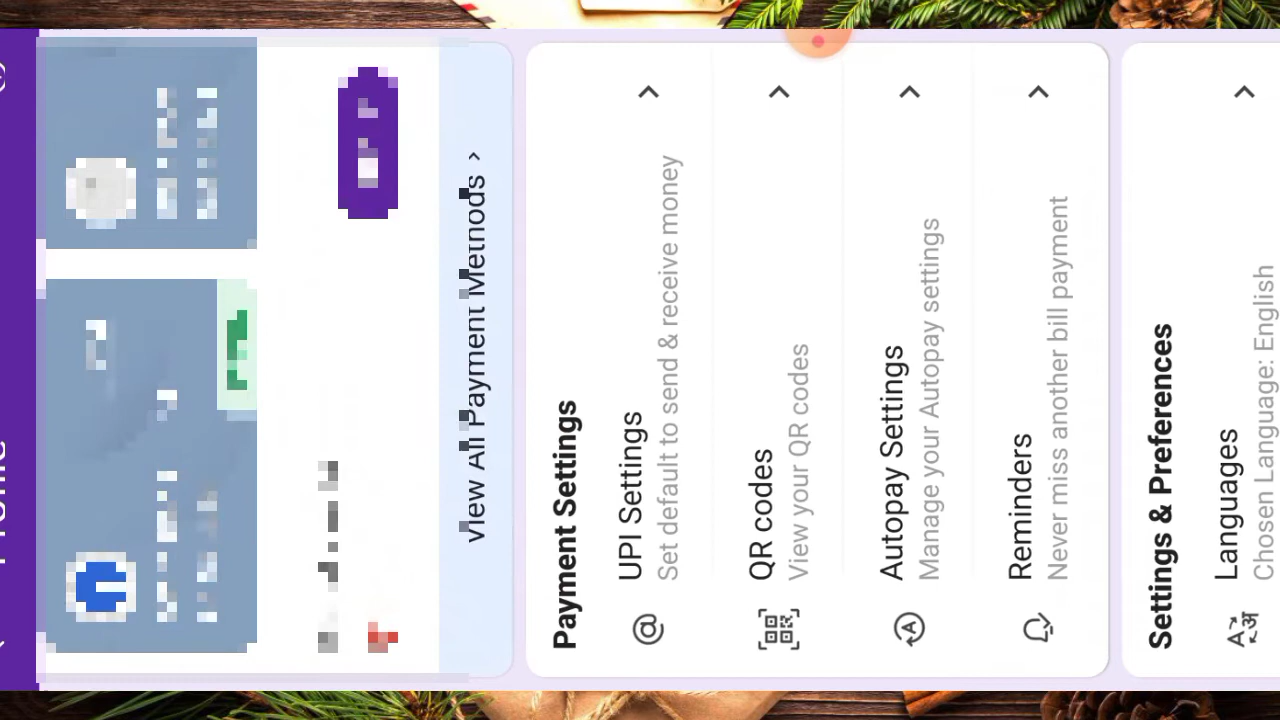 View All Payment Methods >
Payment Settings
UPI Settings
Set default to send & receive money
QR codes
View your QR codes
Autopay Settings
Manage your Autopay settings
Reminders
Never miss another bill payment
Settings & Preferences
Languages
Chosen Language: English